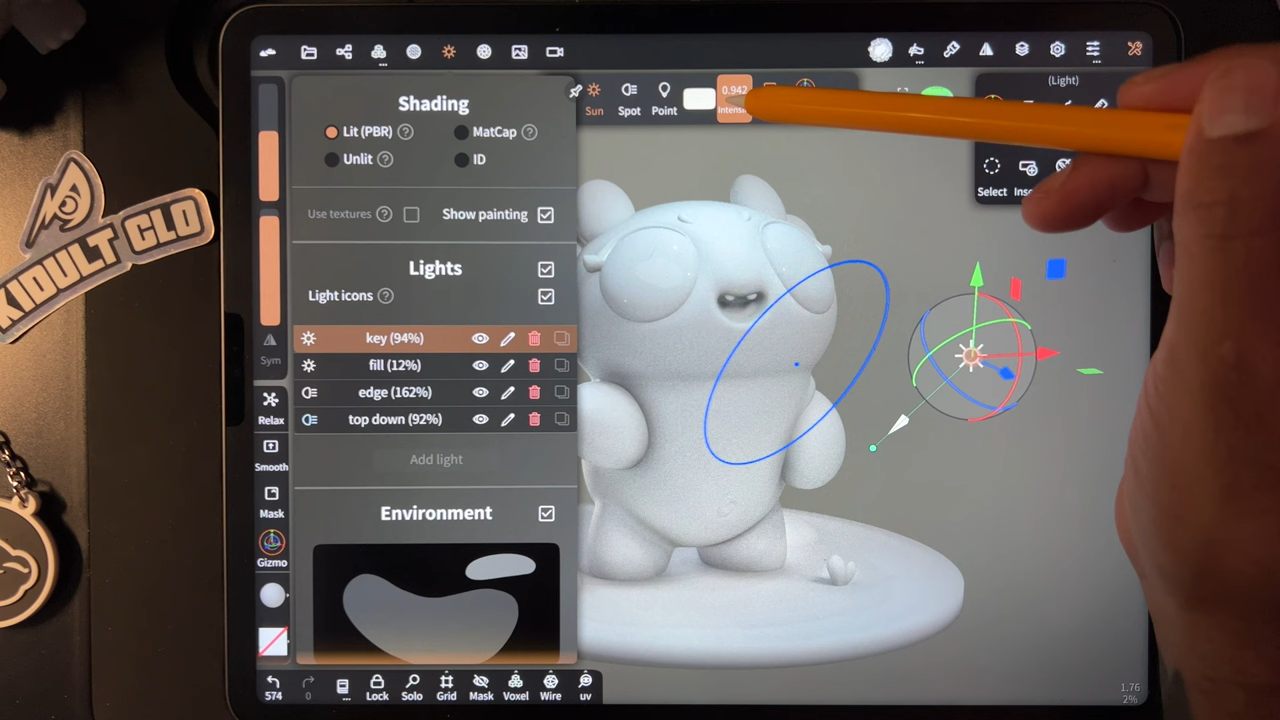 KIDULT CLO
Sym
Relax
Smooth
Mask
Gizmo
574
0
Shading
Lit (PBR) ?
MatCap ?
Unlit ?
ID
Use textures ?
Show painting
Lights
Light icons ?
key (94%)
fill (12%)
edge (162%)
top down (92%)
Add light
Environment
Sun
Spot
Point
0.942
(Light)
Select
Lock
Solo
Grid
Mask
Voxel
Wire
uv
1.76
2%